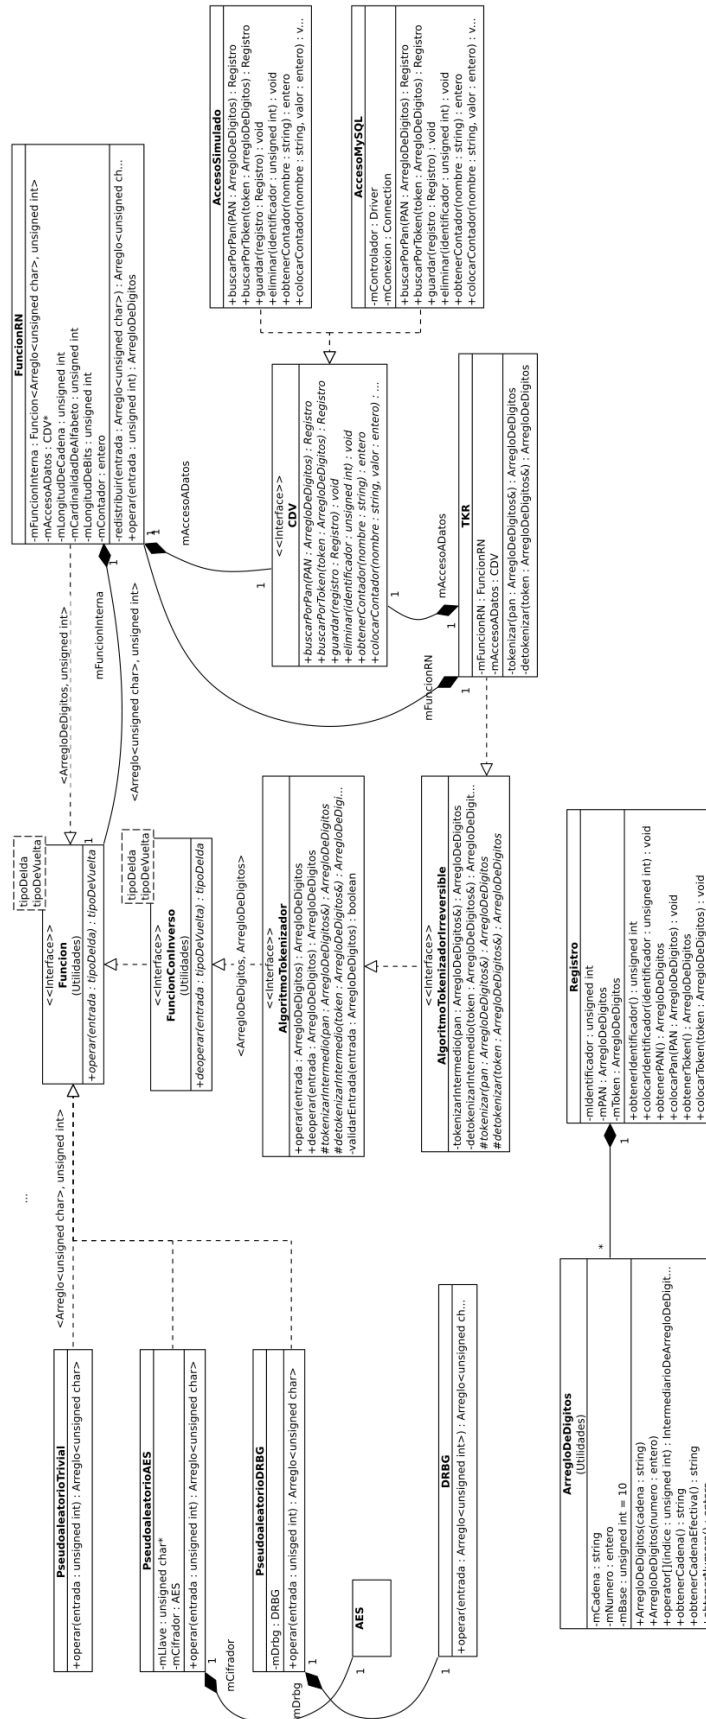 PseudoaleatorioTrivial
+operar(entrada : unsigned int) : Arreglo<unsigned char>
PseudoaleatorioAES
-mLlave : unsigned char*
-mCifrador : AES
+operar(entrada : unsigned int) : Arreglo<unsigned char>
PseudoaleatorioDRBG
-mDrbg : DRBG
+operar(entrada : unisged int) : Arreglo<unsigned char>
1
mCifrador
1
mDrbg
AES
1
DRBG
+operar(entrada : Arreglo<unsigned int>) : Arreglo<unsigned ch...
1
...
<Arreglo<unsigned char>, unsigned int>
tipoDeIda
tipoDeVuelta
<<Interface>>
Funcion
(Utilidades)
+operar(entrada : tipoDeIda) : tipoDeVuelta
1
tipoDeIda
tipoDeVuelta
<<Interface>>
FuncionConInverso
(Utilidades)
+deoperar(entrada : tipoDeVuelta) : tipoDeIda
<ArregloDeDigitos, ArregloDeDigitos>
<<Interface>>
AlgoritmoTokenizador
+operar(entrada : ArregloDeDigitos) : ArregloDeDigitos
+deoperar(entrada : ArregloDeDigitos) : ArregloDeDigitos
#tokenizarIntermedio(pan : ArregloDeDigitos&) : ArregloDeDigitos
#detokenizarIntermedio(token : ArregloDeDigitos&) : ArregloDeDigi...
-validarEntrada(entrada : ArregloDeDigitos) : boolean
<<Interface>>
AlgoritmoTokenizadorIrreversible
-tokenizarIntermedio(pan : ArregloDeDigitos&) : ArregloDeDigitos
-detokenizarIntermedio(token : ArregloDeDigitos&) : ArregloDeDigit...
#tokenizar(pan : ArregloDeDigitos&) : ArregloDeDigitos
#detokenizar(token : ArregloDeDigitos&) : ArregloDeDigitos
<ArregloDeDigitos, unsigned int>
mFuncionInterna
<Arreglo<unsigned char>, unsigned int>
FuncionRN
-mFuncionInterna : Funcion<Arreglo<unsigned char>, unsigned int>
-mAccesoADatos : CDV*
-mLongitudDeCadena : unsigned int
-mCardinalidadDeAlfabeto : unsigned int
-mLongitudDeBits : unsigned int
-mContador : entero
-redistribuir(entrada : Arreglo<unsigned char>) : Arreglo<unsigned ch...
+operar(entrada : unsigned int) : ArregloDeDigitos
1
1
1
mAccesoADatos
1
<<Interface>>
CDV
+buscarPorPan(PAN : ArregloDeDigitos) : Registro
+buscarPorToken(token : ArregloDeDigitos) : Registro
+guardar(registro : Registro) : void
+eliminar(identificador : unsigned int) : void
+obtenerContador(nombre : string) : entero
+colocarContador(nombre : string, valor : entero) : ...
1
mAccesoADatos
1
mFuncionRN
1
TKR
-mFuncionRN : FuncionRN
-mAccesoADatos : CDV
-tokenizar(pan : ArregloDeDigitos&) : ArregloDeDigitos
-detokenizar(token : ArregloDeDigitos&) : ArregloDeDigitos
AccesoSimulado
+buscarPorPan(PAN : ArregloDeDigitos) : Registro
+buscarPorToken(token : ArregloDeDigitos) : Registro
+guardar(registro : Registro) : void
+eliminar(identificador : unsigned int) : void
+obtenerContador(nombre : string) : entero
+colocarContador(nombre : string, valor : entero) : v...
AccesoMySQL
-mControlador : Driver
-mConexion : Connection
+buscarPorPan(PAN : ArregloDeDigitos) : Registro
+buscarPorToken(token : ArregloDeDigitos) : Registro
+guardar(registro : Registro) : void
+eliminar(identificador : unsigned int) : void
+obtenerContador(nombre : string) : entero
+colocarContador(nombre : string, valor : entero) : v...
ArregloDeDigitos
(Utilidades)
-mCadena : string
-mNumero : entero
-mBase : unsigned int = 10
+ArregloDeDigitos(cadena : string)
+ArregloDeDigitos(numero : entero)
+operator[](indice : unsigned int) : IntermediarioDeArregloDeDigit...
+obtenerCadena() : string
+obtenerCadenaEfectiva() : string
*
1
Registro
-mIdentificador : unsigned int
-mPAN : ArregloDeDigitos
-mToken : ArregloDeDigitos
+obtenerIdentificador() : unsigned int
+colocarIdentificador(identificador : unsigned int) : void
+obtenerPAN() : ArregloDeDigitos
+colocarPan(PAN : ArregloDeDigitos) : void
+obtenerToken() : ArregloDeDigitos
+colocarToken(token : ArregloDeDigitos) : void